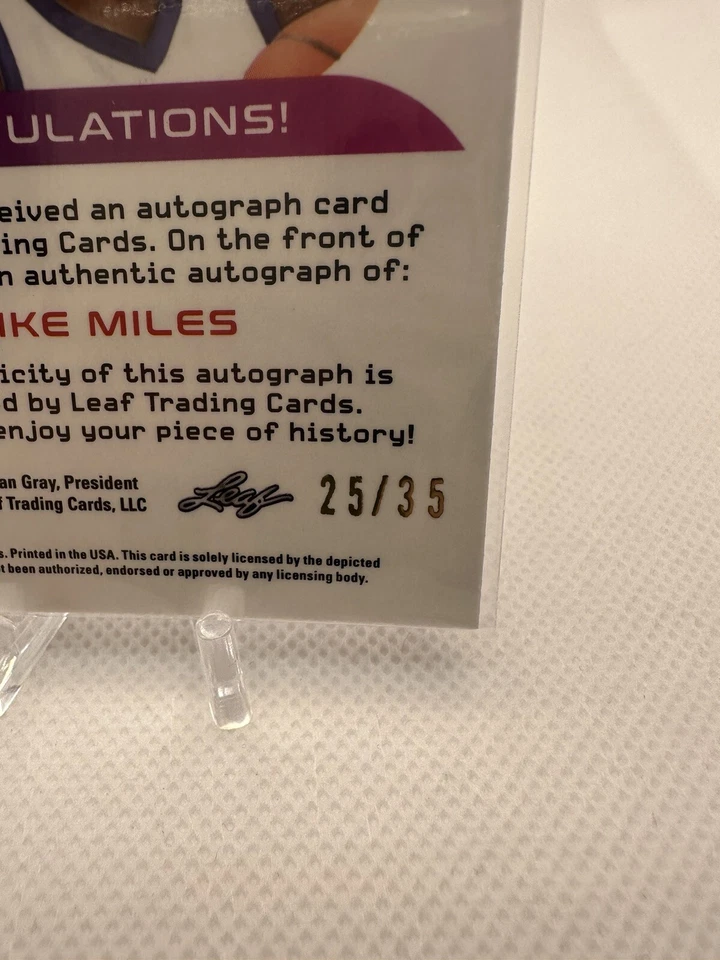 ULATIONS!
eived an autograph card
ing Cards. On the front of
n authentic autograph of:
IKE MILES
icity of this autograph is
d by Leaf Trading Cards.
enjoy your piece of history!
an Gray, President
f Trading Cards, LLC
Leaf
25/35
s. Printed in the USA. This card is solely licensed by the depicted
t been authorized, endorsed or approved by any licensing body.